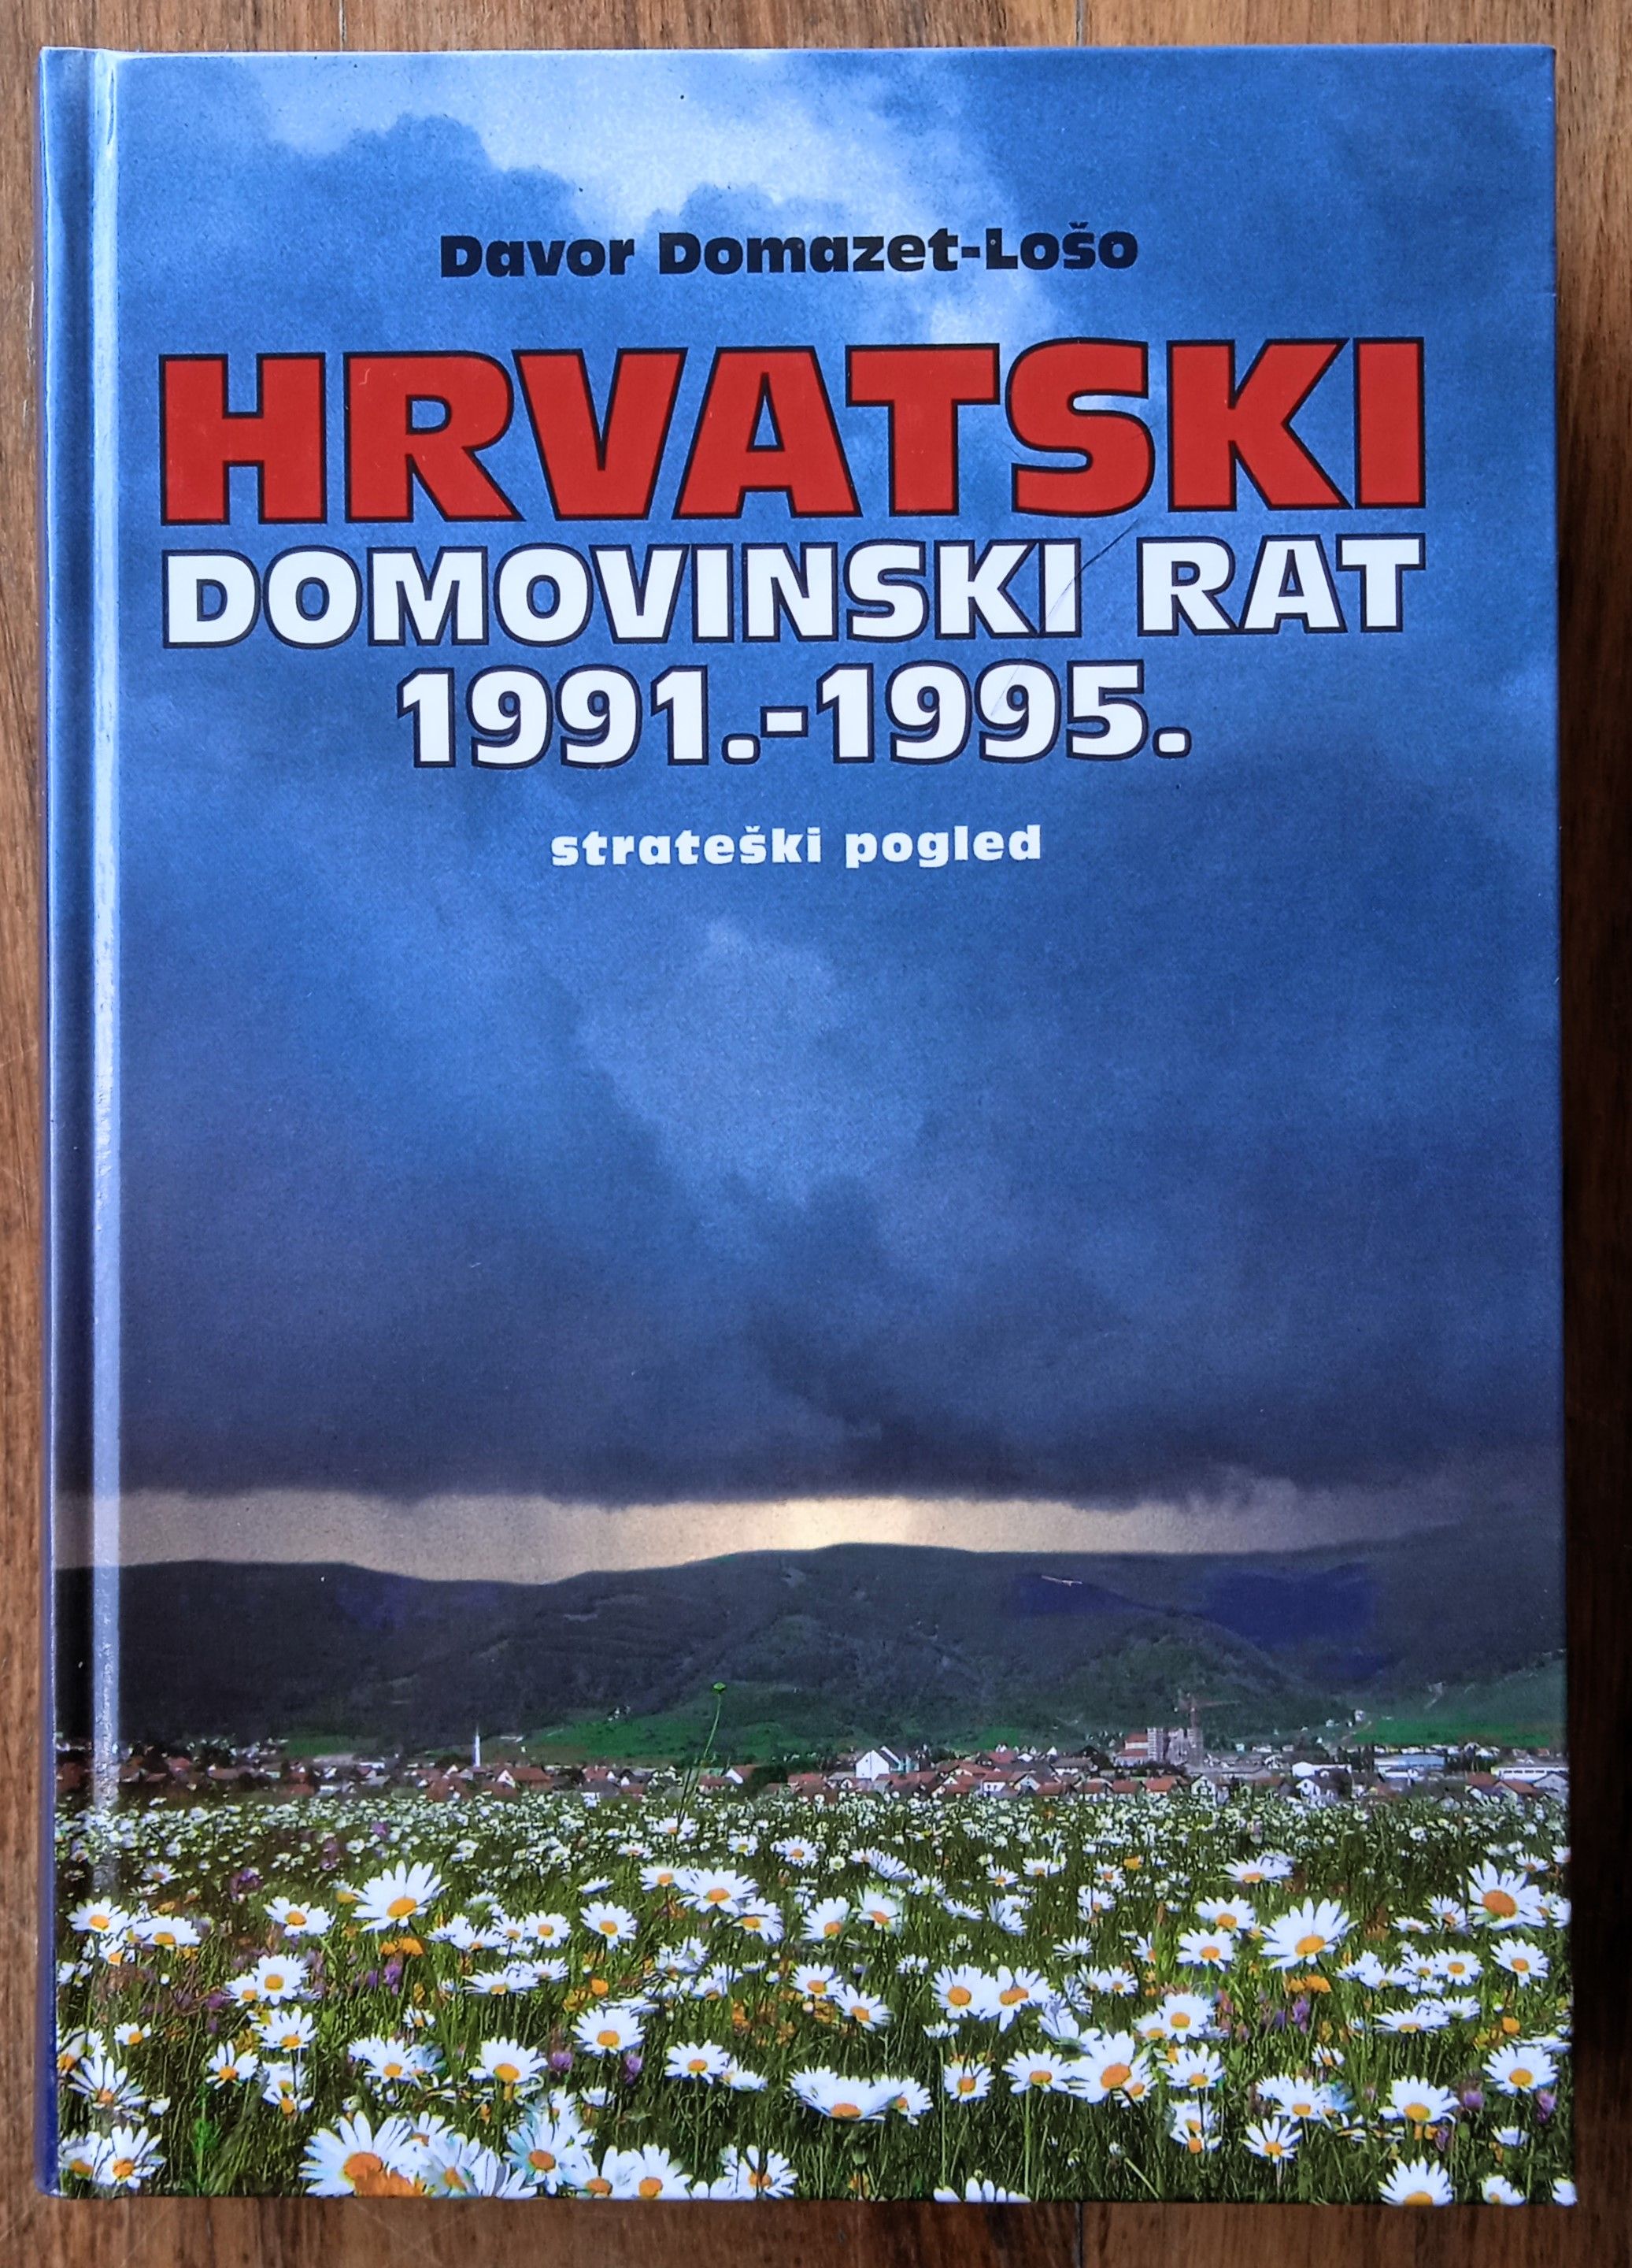 Davor Domazet-Lošo
HRVATSKI
DOMOVINSKI RAT
1991.-1995.
strateški pogled